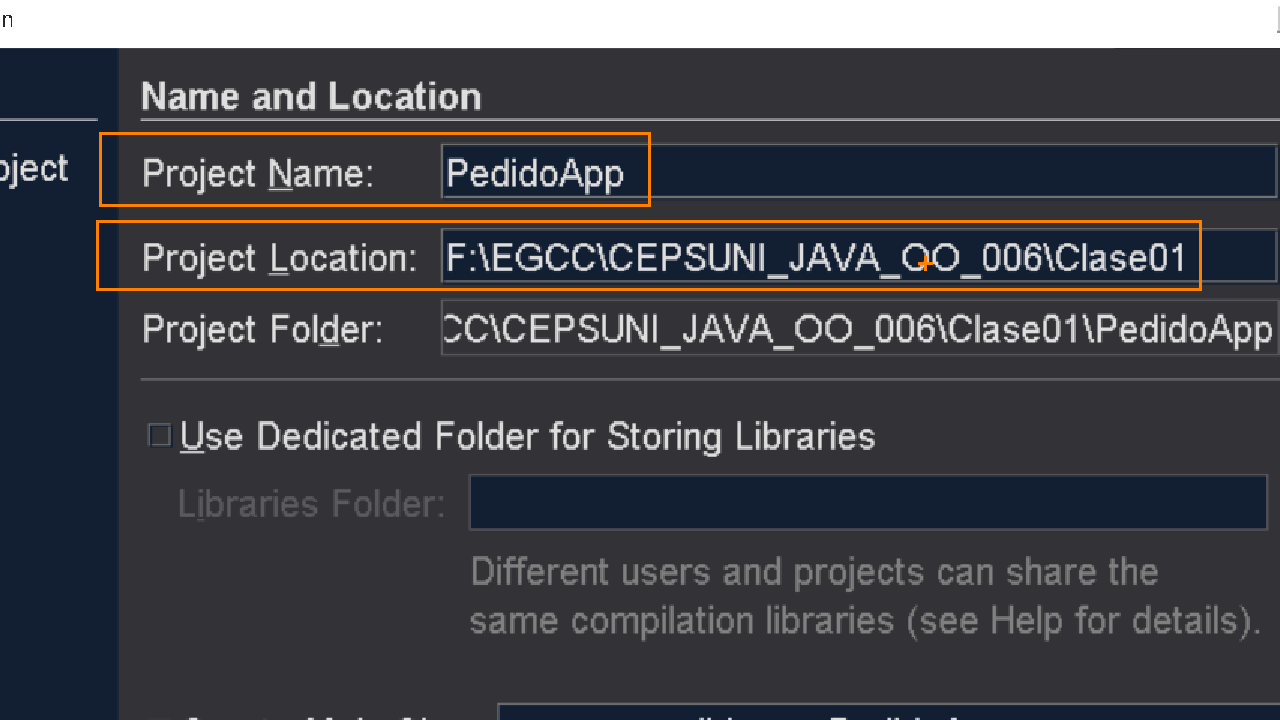 n
Name and Location
oject
Project Name: PedidoApp
Project Location: F:\EGCC\CEPSUNI_JAVA_OO_006\Clase01
Project Folder: CC\CEPSUNI_JAVA_OO_006\Clase01\PedidoApp
Use Dedicated Folder for Storing Libraries
Libraries Folder:
Different users and projects can share the
same compilation libraries (see Help for details).